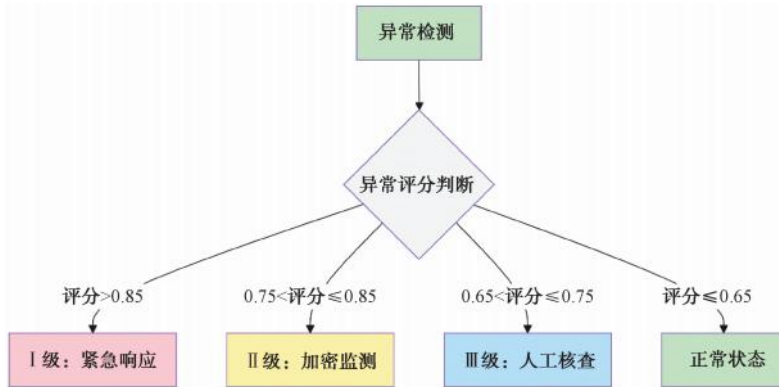 异常检测
异常评分判断
评分>0.85
0.75<评分≤0.85
0.65<评分≤0.75
评分≤0.65
Ⅰ级：紧急响应
Ⅱ级：加密监测
Ⅲ级：人工核查
正常状态